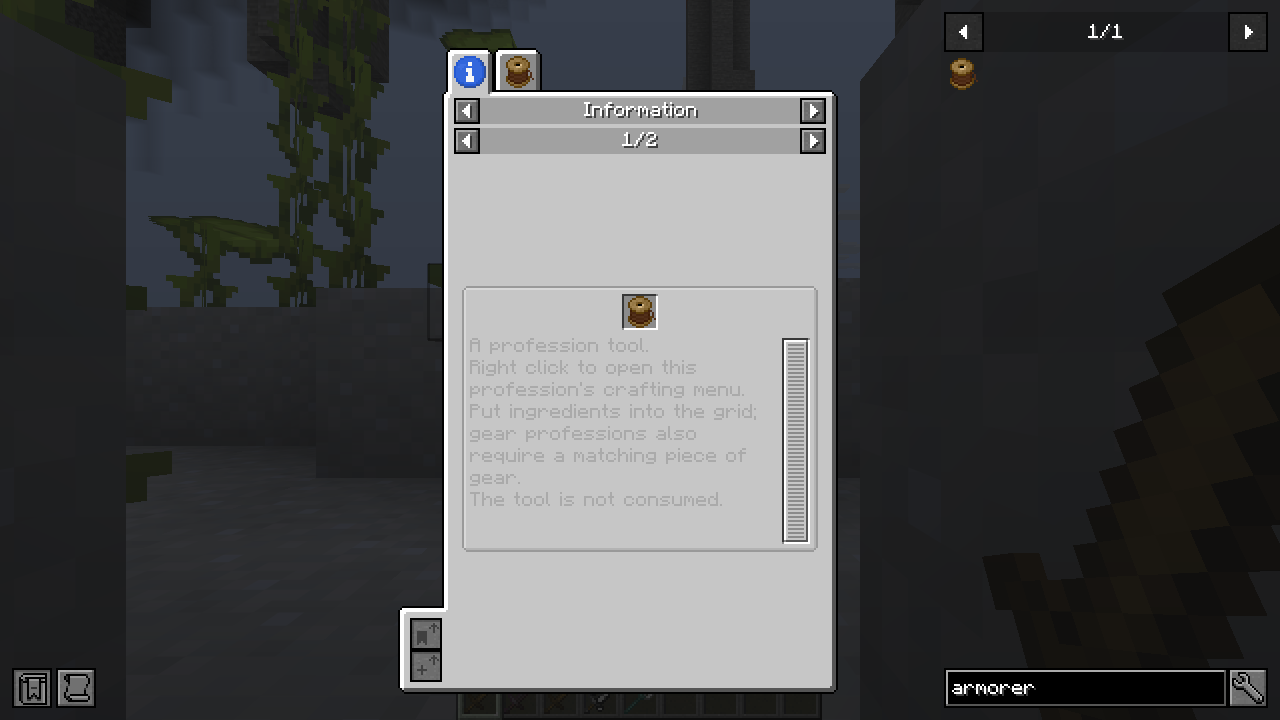 1/1
Information
1/2
A profession tool.
Right click to open this
profession's crafting menu.
Put ingredients into the grid;
gear professions also
require a matching piece of
gear.
The tool is not consumed.
armorer